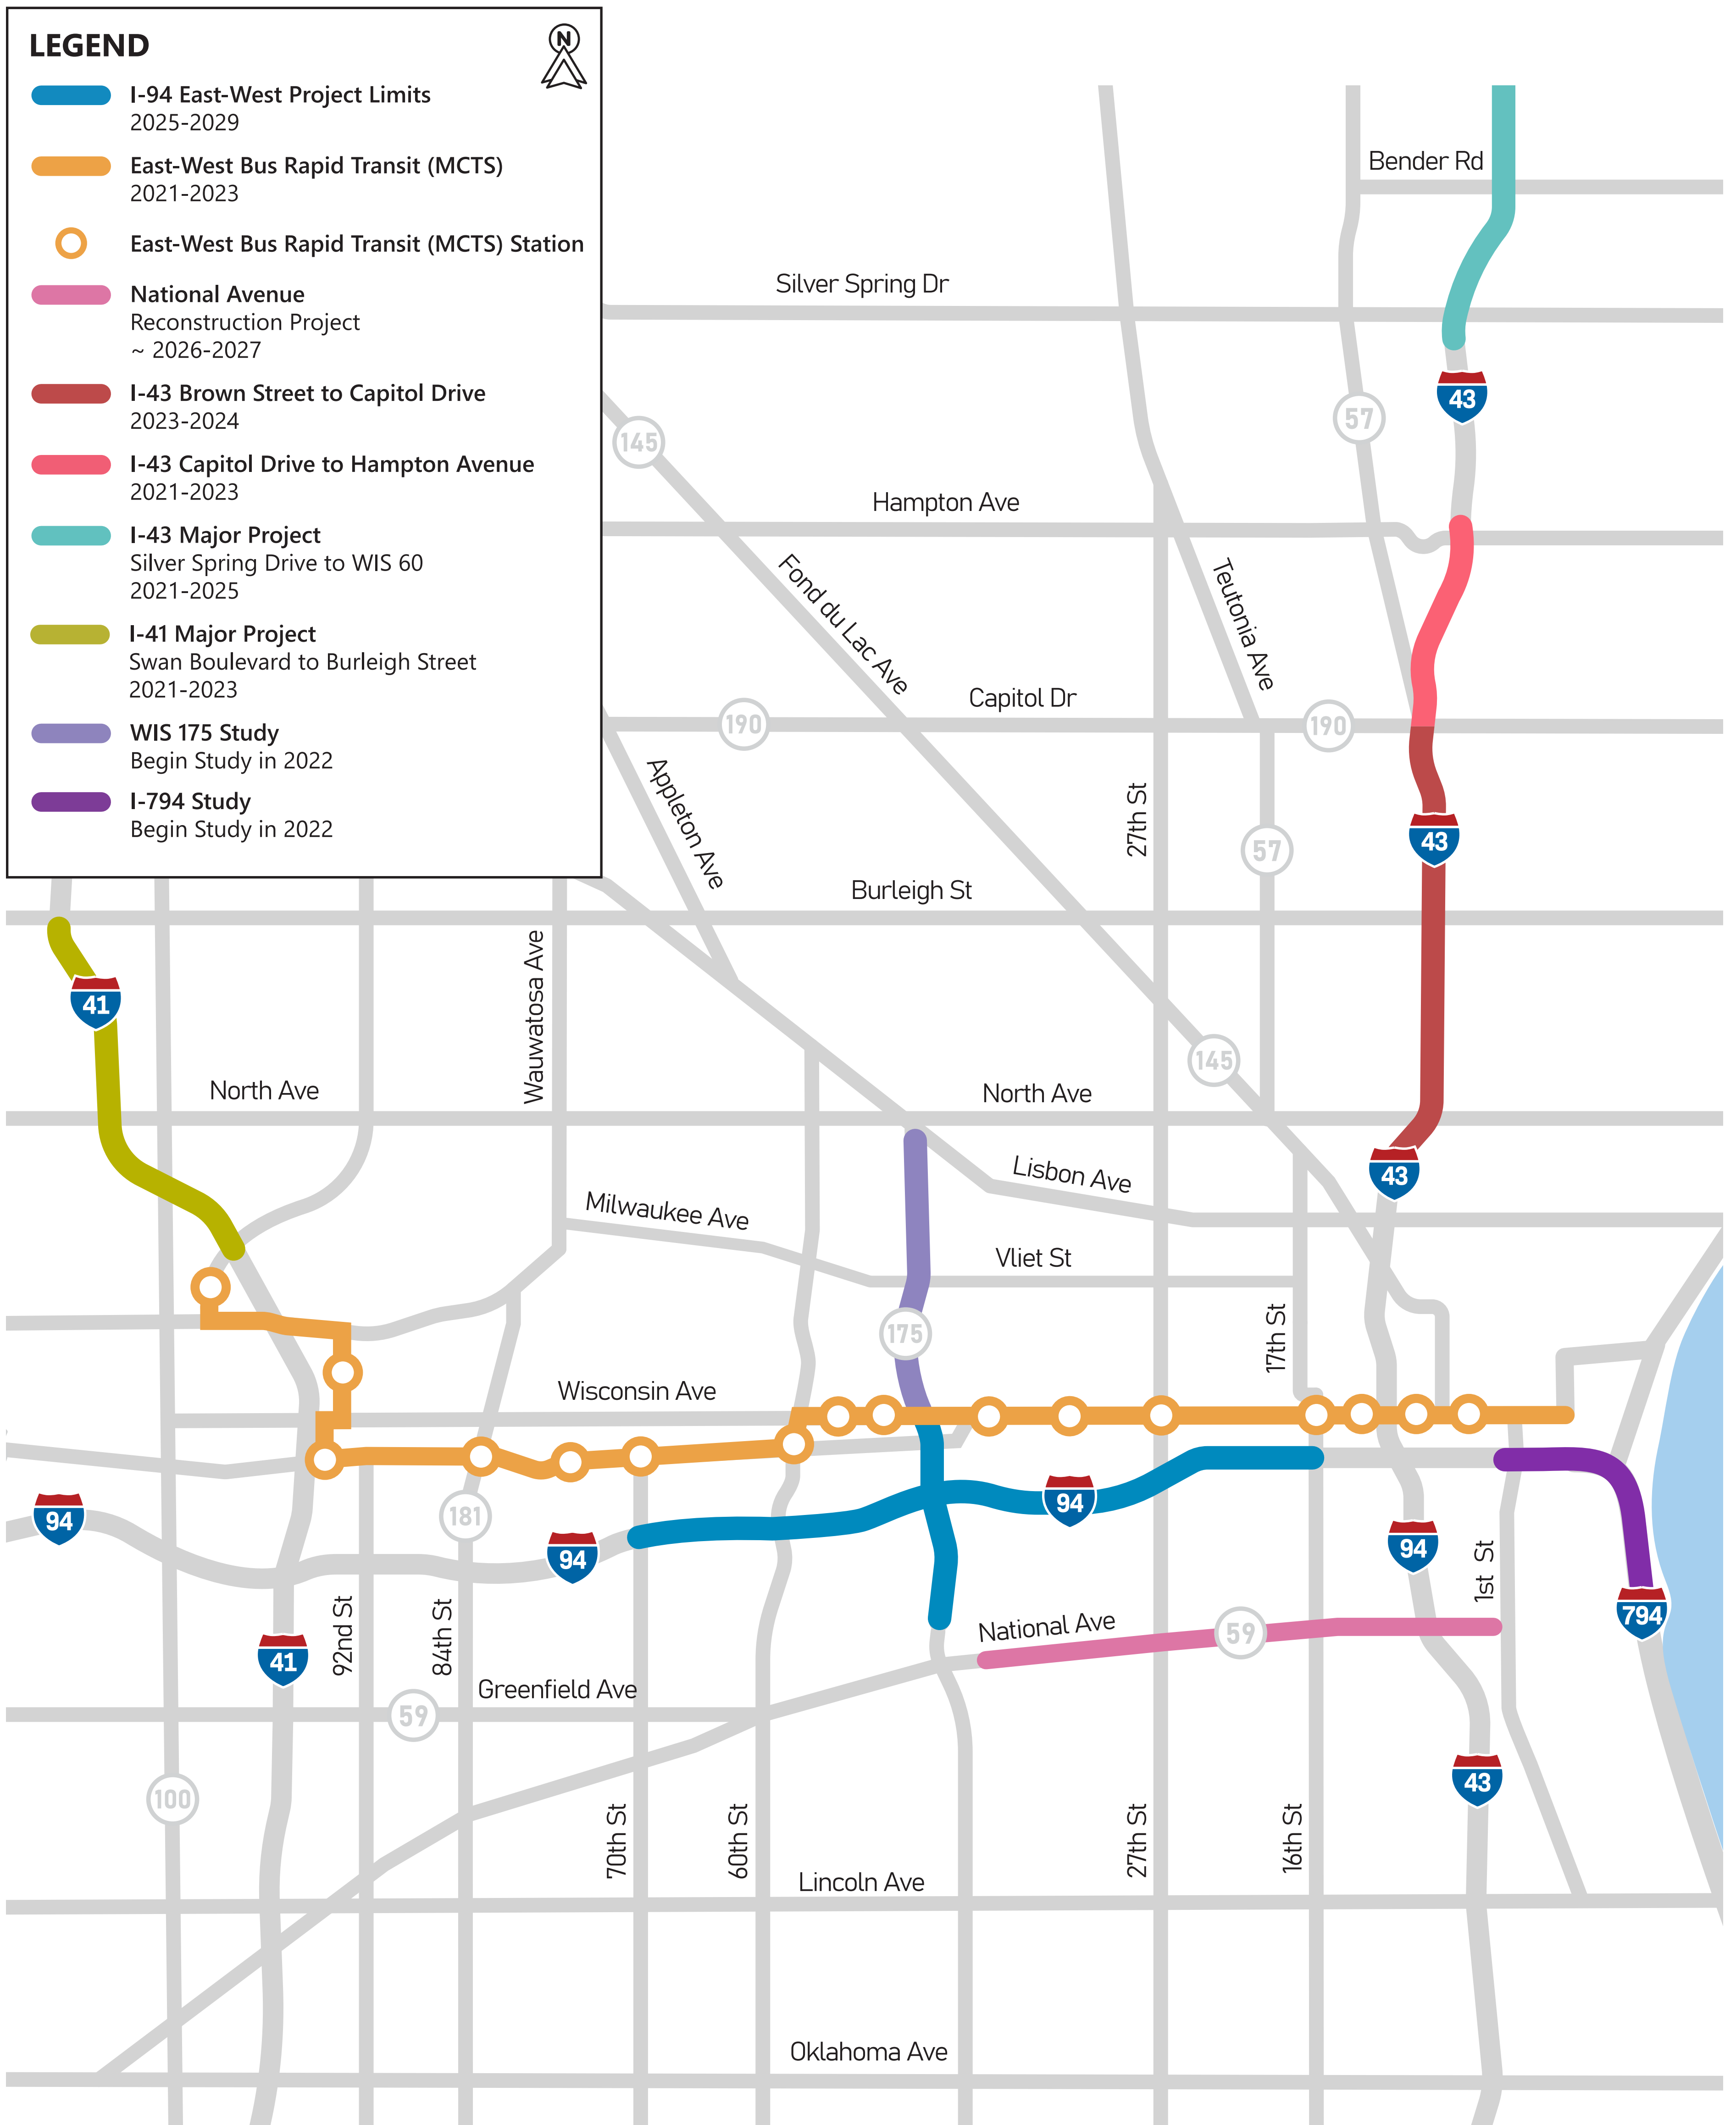 LEGEND
N
I-94 East-West Project Limits
2025-2029
East-West Bus Rapid Transit (MCTS)
2021-2023
East-West Bus Rapid Transit (MCTS) Station
National Avenue
Reconstruction Project
~ 2026-2027
I-43 Brown Street to Capitol Drive
2023-2024
I-43 Capitol Drive to Hampton Avenue
2021-2023
I-43 Major Project
Silver Spring Drive to WIS 60
2021-2025
I-41 Major Project
Swan Boulevard to Burleigh Street
2021-2023
WIS 175 Study
Begin Study in 2022
I-794 Study
Begin Study in 2022
Bender Rd
Silver Spring Dr
43
57
145
Hampton Ave
Fond du Lac Ave
Teutonia Ave
Capitol Dr
190
190
Appleton Ave
27th St
43
57
Burleigh St
Wauwatosa Ave
41
145
North Ave
North Ave
Lisbon Ave
43
Milwaukee Ave
Vliet St
175
17th St
Wisconsin Ave
94
181
94
94
94
1st St
794
92nd St
84th St
41
National Ave
59
Greenfield Ave
59
100
43
70th St
60th St
27th St
16th St
Lincoln Ave
Oklahoma Ave